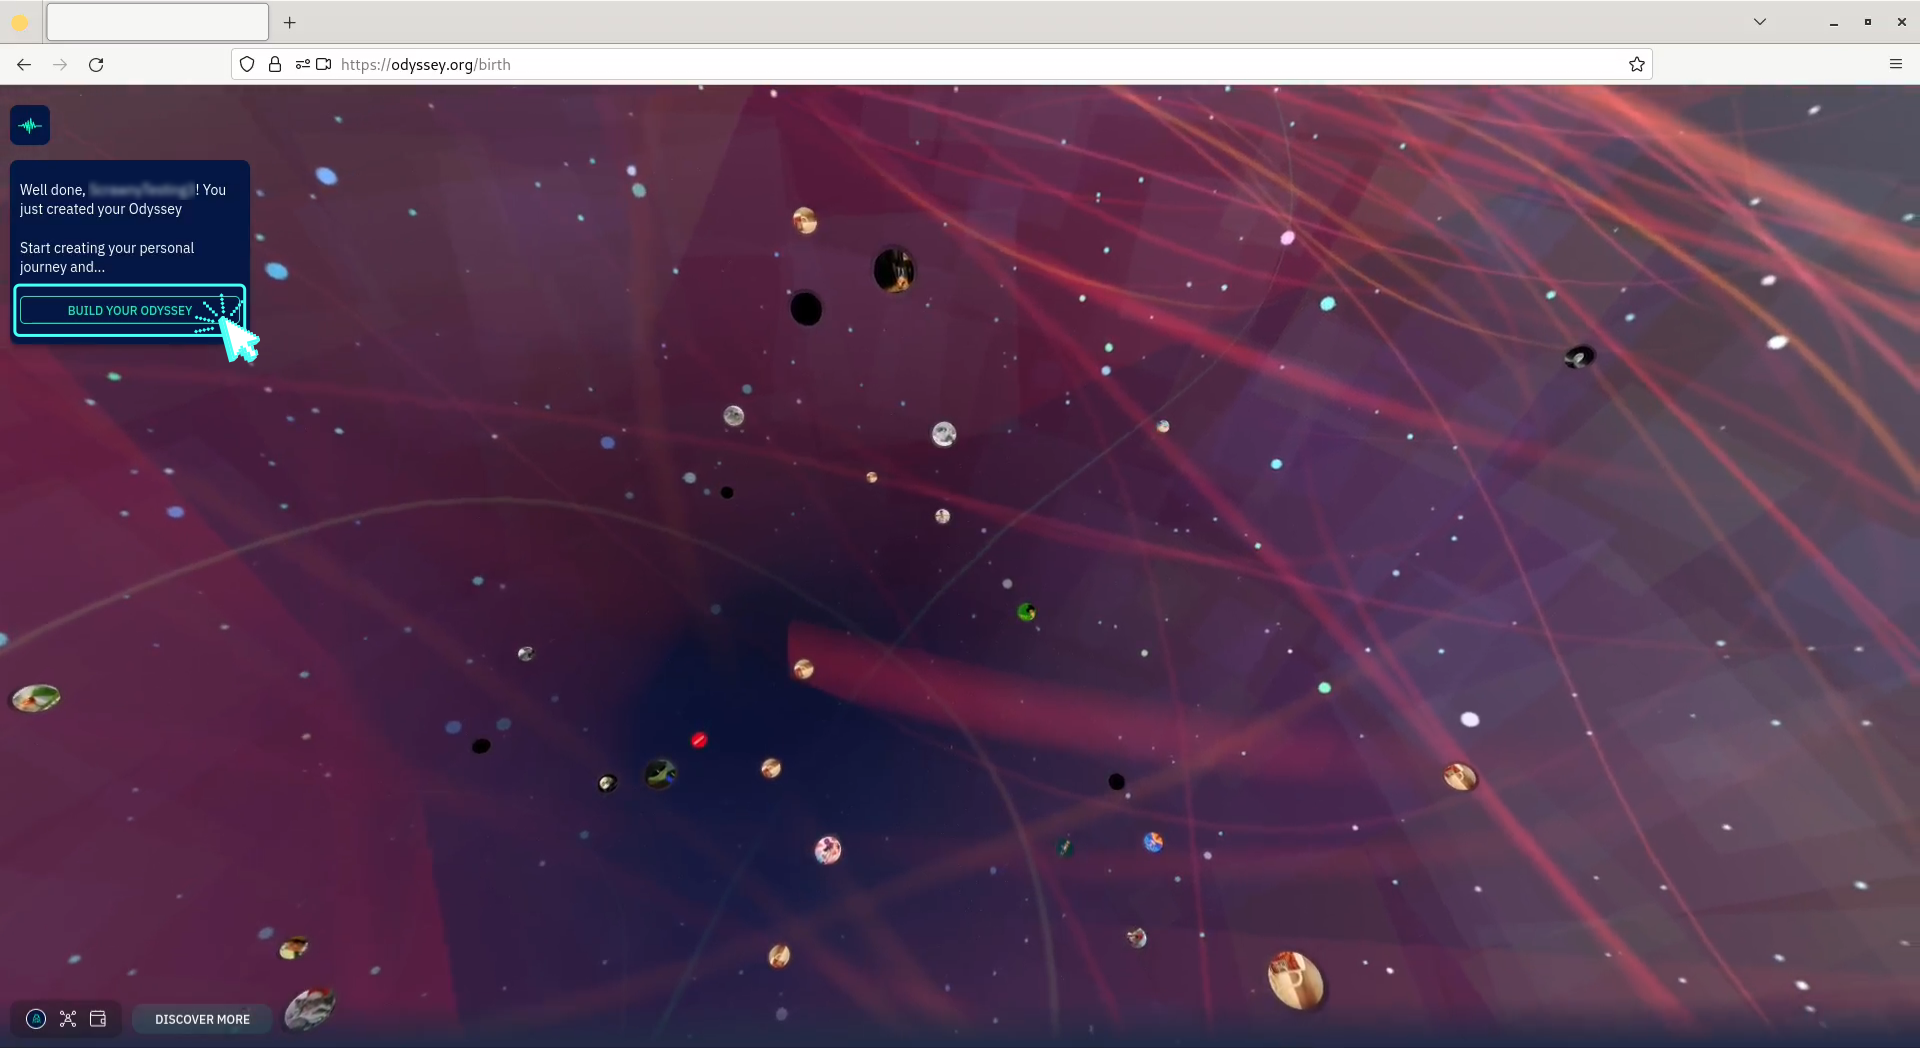 https://odyssey.org/birth
Well done, ! You
just created your Odyssey
Start creating your personal
journey and...
BUILD YOUR ODYSSEY
DISCOVER MORE